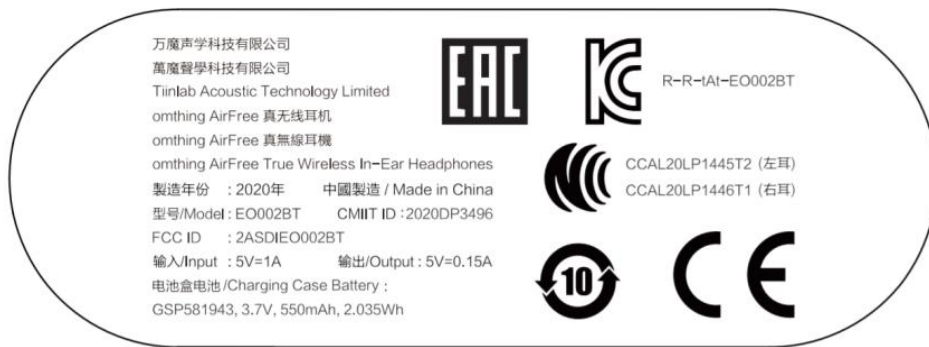 万魔声学科技有限公司
萬魔聲學科技有限公司
Tiinlab Acoustic Technology Limited
omthing AirFree 真无线耳机
omthing AirFree 真無線耳機
omthing AirFree True Wireless In-Ear Headphones
製造年份 : 2020年 中國製造 / Made in China
型号/Model : EO002BT CMIIT ID : 2020DP3496
FCC ID : 2ASDIEO002BT
输入/Input : 5V=1A 输出/Output : 5V=0.15A
电池盒电池 /Charging Case Battery :
GSP581943, 3.7V, 550mAh, 2.035Wh
EAC
KC R-R-tAt-EO002BT
CCAL20LP1445T2 (左耳)
CCAL20LP1446T1 (右耳)
10
CE